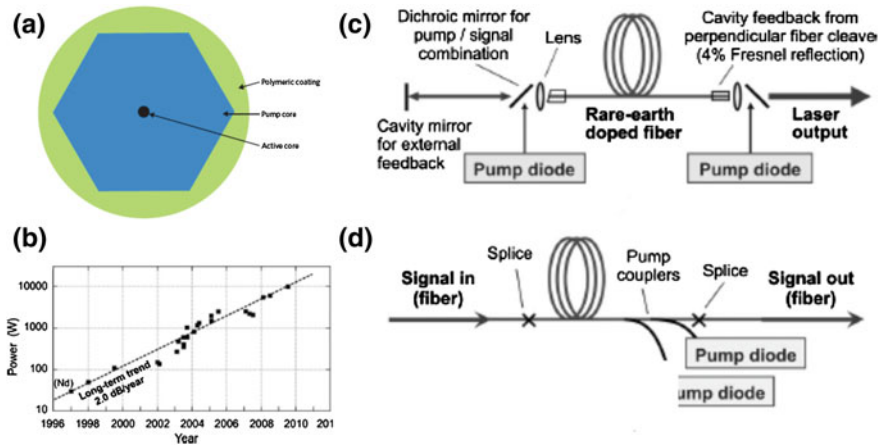 (a)
Polymeric coating
Pump core
Active core
(b)
Power (W)
10000
1000
100
10
(Nd)
Long-term trend
2.0 dB/year
1996 1998 2000 2002 2004 2006 2008 2010 201
Year
(c)
Dichroic mirror for
pump / signal
combination
Lens
Cavity feedback from
perpendicular fiber cleave
(4% Fresnel reflection)
Cavity mirror
for external
feedback
Rare-earth
doped fiber
Laser
output
Pump diode
Pump diode
(d)
Signal in
(fiber)
Splice
Pump
couplers
Splice
Signal out
(fiber)
Pump diode
ump diode